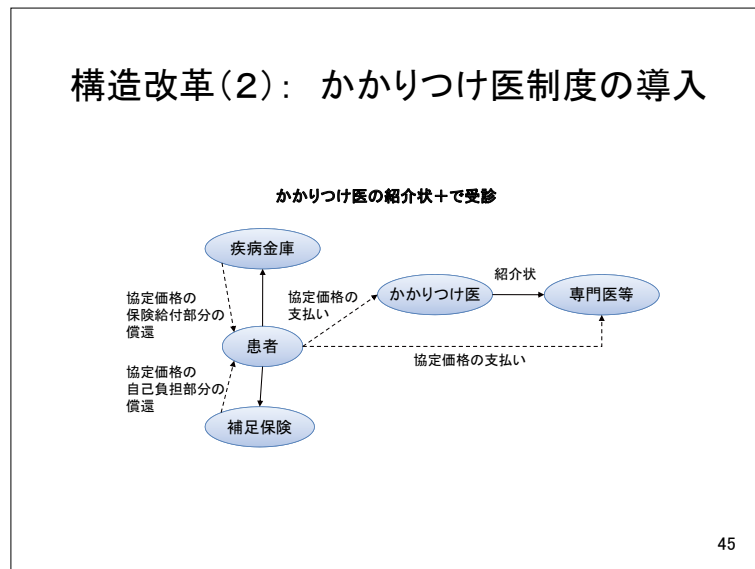 構造改革(2): かかりつけ医制度の導入
かかりつけ医の紹介状+で受診
疾病金庫
協定価格の
保険給付部分の
償還
協定価格の
支払い
かかりつけ医
紹介状
専門医等
患者
協定価格の支払い
協定価格の
自己負担部分の
償還
補足保険
45